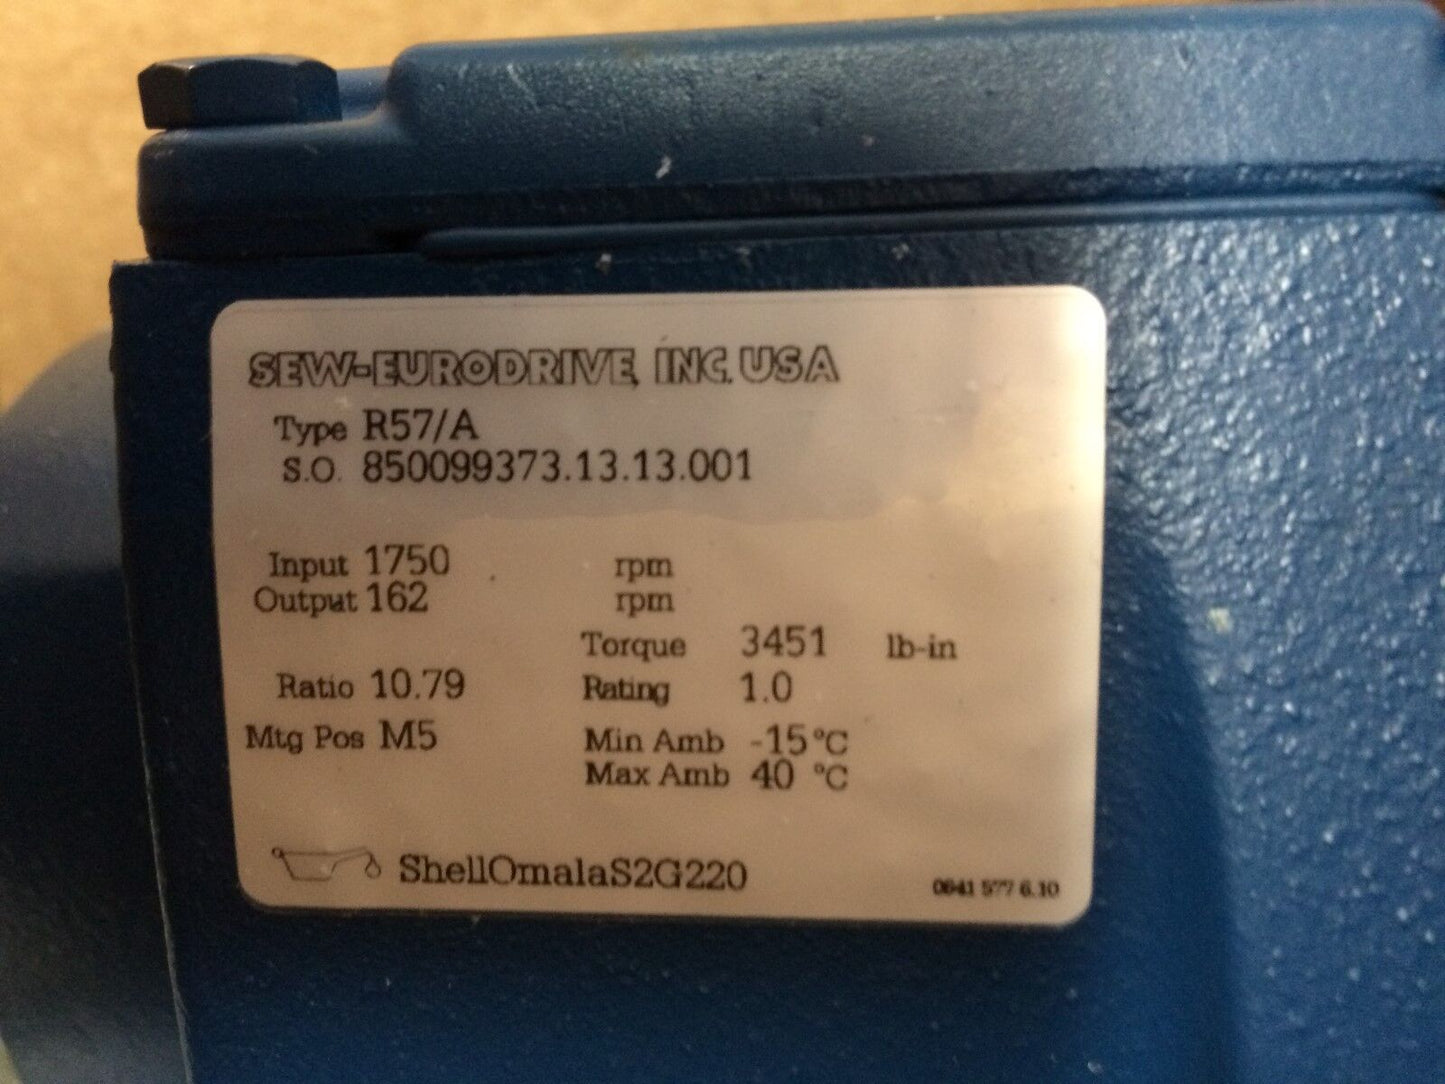 SEW-EURODRIVE, INC. USA
Type R57/A
S.O. 850099373.13.13.001
Input 1750 rpm
Output 162 rpm
Torque 3451 lb-in
Ratio 10.79 Rating 1.0
Mtg Pos M5 Min Amb -15 °C
Max Amb 40 °C
ShellOmalaS2G220
0641 577 6.10